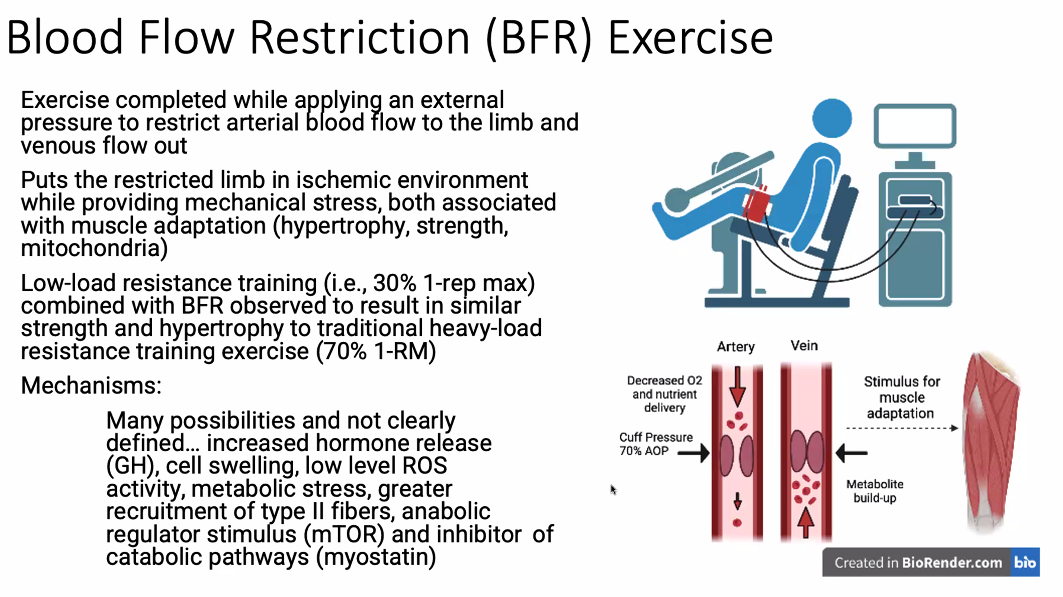 Blood Flow Restriction (BFR) Exercise
Exercise completed while applying an external
pressure to restrict arterial blood flow to the limb and
venous flow out
Puts the restricted limb in ischemic environment
while providing mechanical stress, both associated
with muscle adaptation (hypertrophy, strength,
mitochondria)
Low-load resistance training (i.e., 30% 1-rep max)
combined with BFR observed to result in similar
strength and hypertrophy to traditional heavy-load
resistance training exercise (70% 1-RM)
Mechanisms:
Many possibilities and not clearly
defined... increased hormone release
(GH), cell swelling, low level ROS
activity, metabolic stress, greater
recruitment of type II fibers, anabolic
regulator stimulus (mTOR) and inhibitor of
catabolic pathways (myostatin)
Artery
Vein
Decreased O2
and nutrient
delivery
Cuff Pressure
70% AOP
Stimulus for
muscle
adaptation
Metabolite
build-up
Created in BioRender.com bio